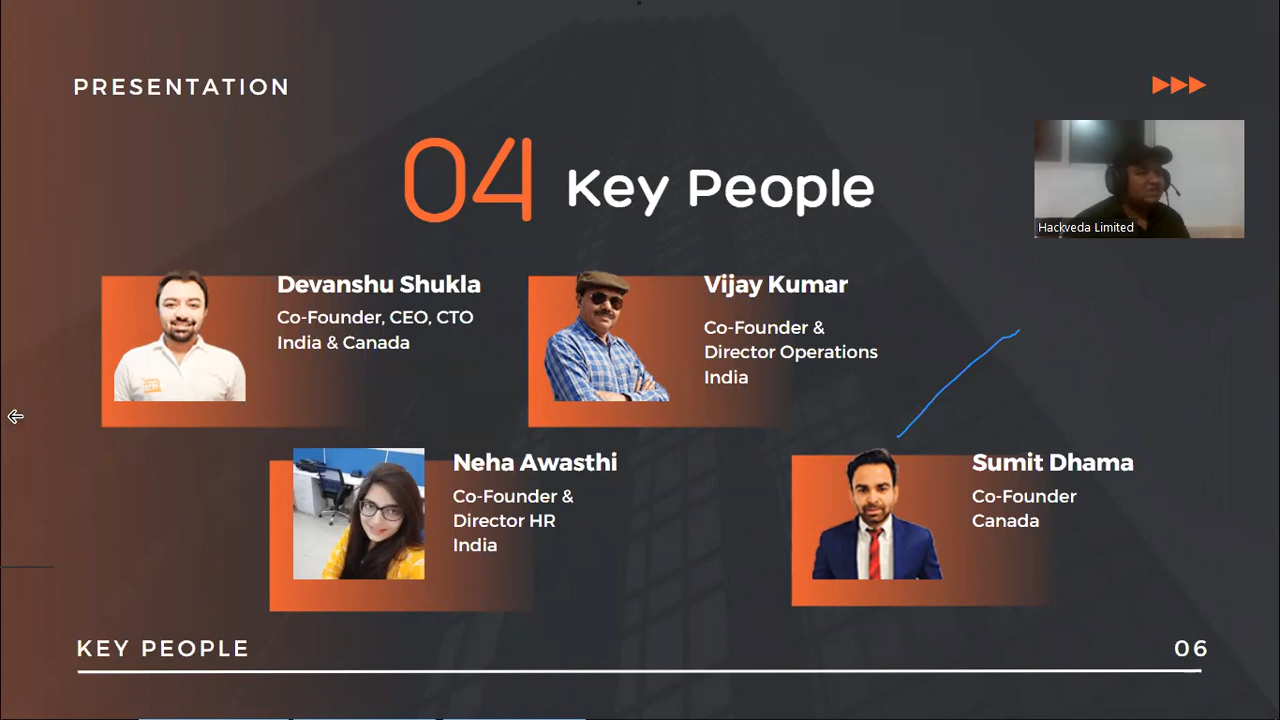 PRESENTATION
04 Key People
Hackveda Limited
Devanshu Shukla
Co-Founder, CEO, CTO
India & Canada
Vijay Kumar
Co-Founder &
Director Operations
India
Neha Awasthi
Co-Founder &
Director HR
India
Sumit Dhama
Co-Founder
Canada
KEY PEOPLE
06